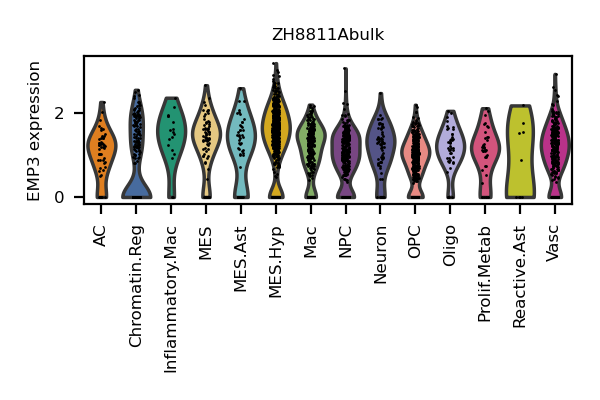 ZH8811Abulk
EMP3 expression
2
0
AC
Chromatin.Reg
Inflammatory.Mac
MES
MES.Ast
MES.Hyp
Mac
NPC
Neuron
OPC
Oligo
Prolif.Metab
Reactive.Ast
Vasc